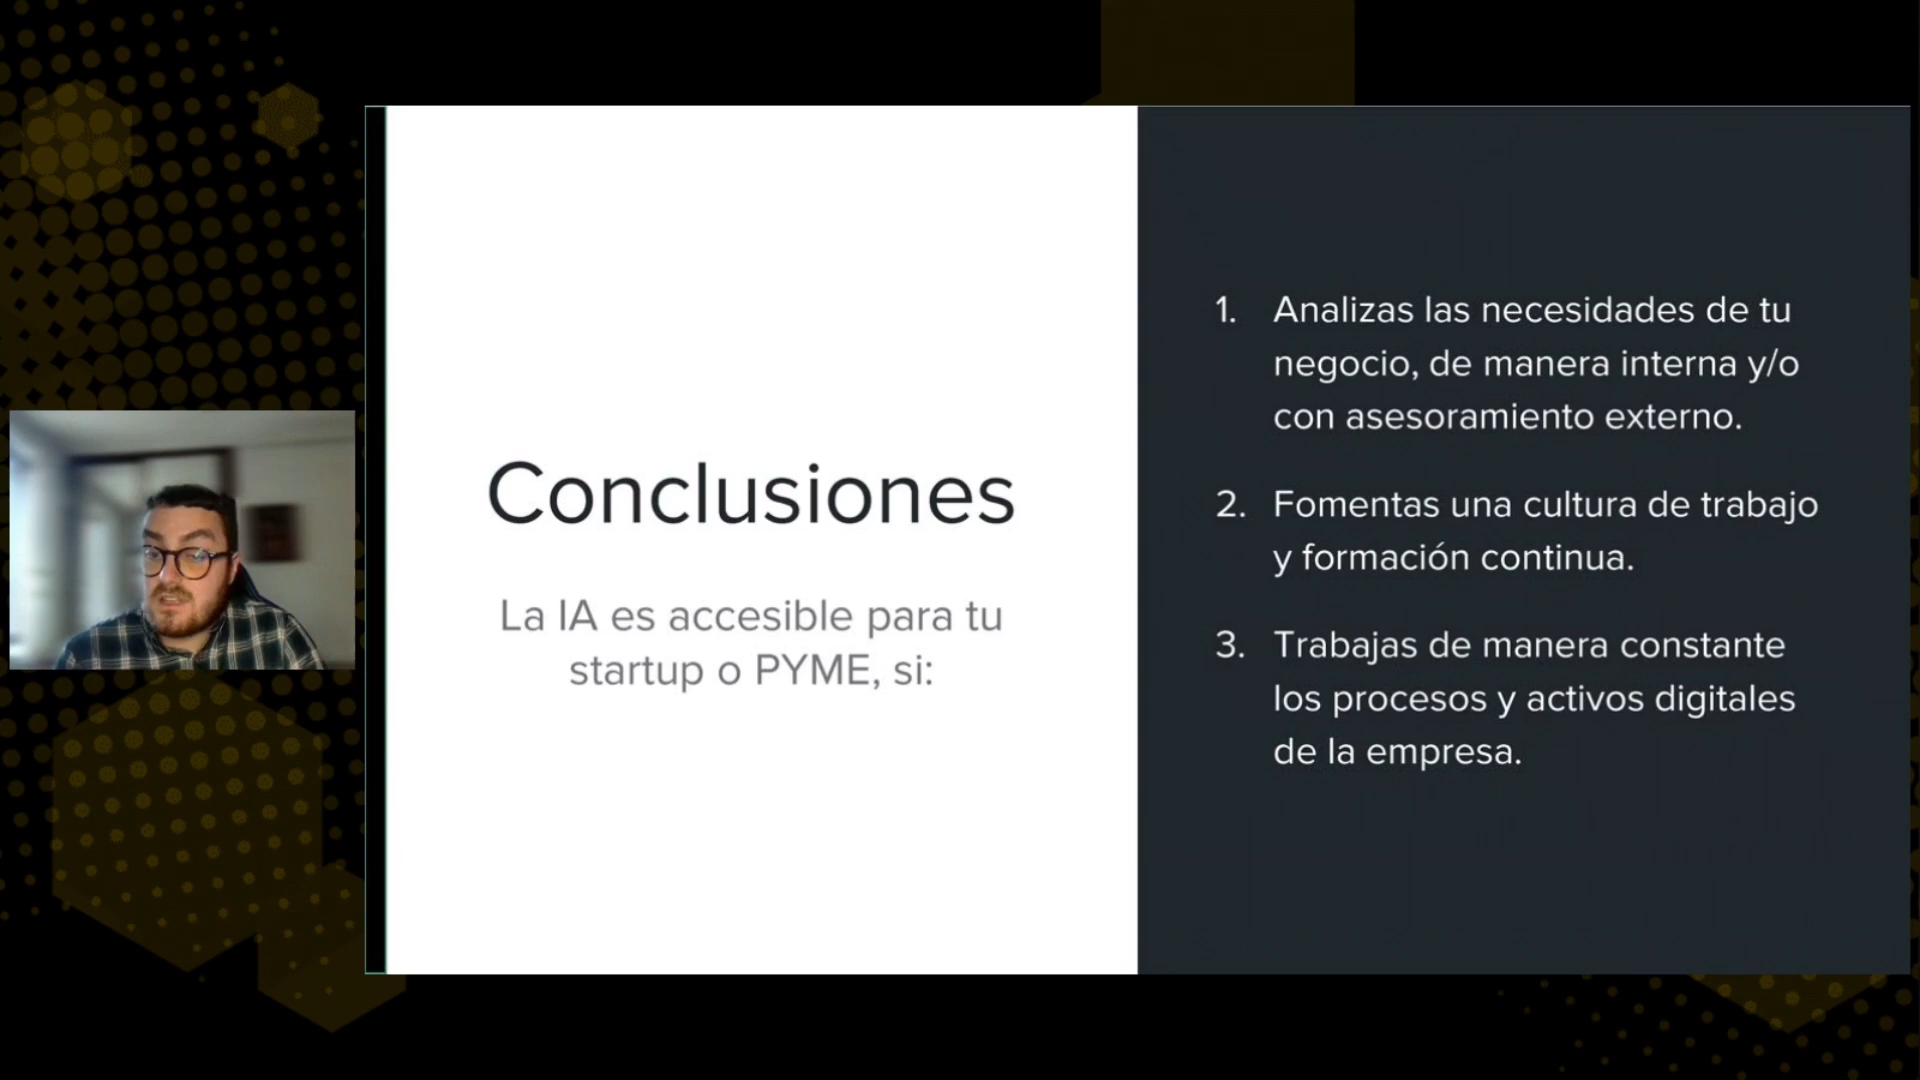 Conclusiones
La IA es accesible para tu
startup o PYME, si:
1. Analizas las necesidades de tu
negocio, de manera interna y/o
con asesoramiento externo.
2. Fomentas una cultura de trabajo
y formación continua.
3. Trabajas de manera constante
los procesos y activos digitales
de la empresa.